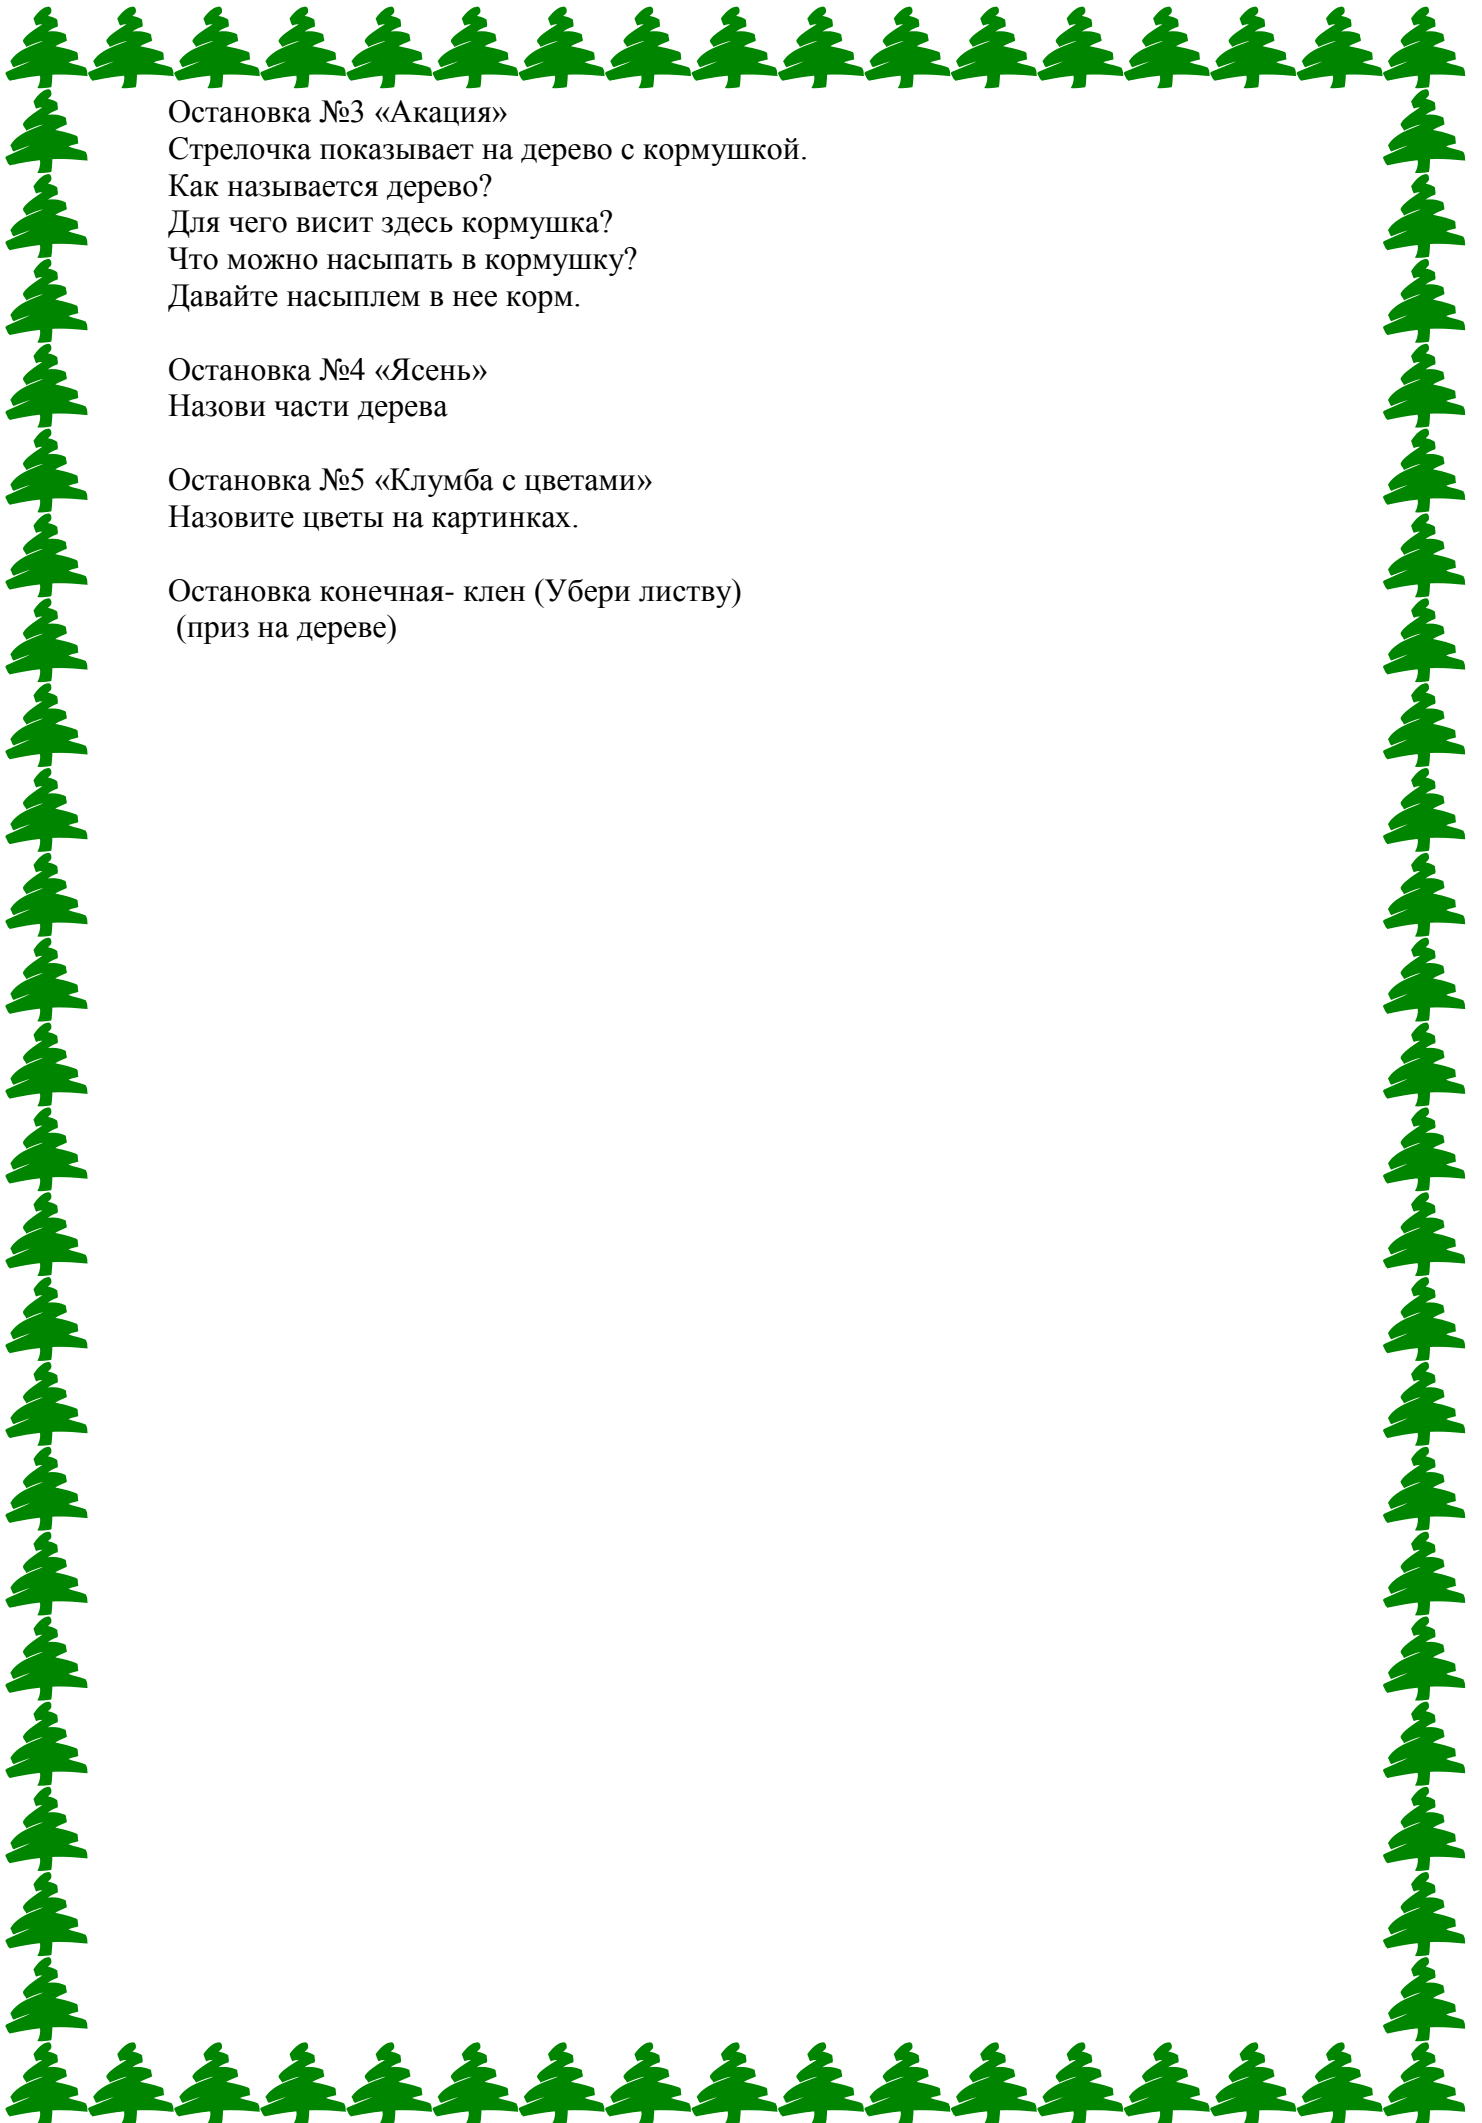 Остановка №3 «Акация»
Стрелочка показывает на дерево с кормушкой.
Как называется дерево?
Для чего висит здесь кормушка?
Что можно насыпать в кормушку?
Давайте насыплем в нее корм.
Остановка №4 «Ясень»
Назови части дерева
Остановка №5 «Клумба с цветами»
Назовите цветы на картинках.
Остановка конечная- клен (Убери листву)
(приз на дереве)